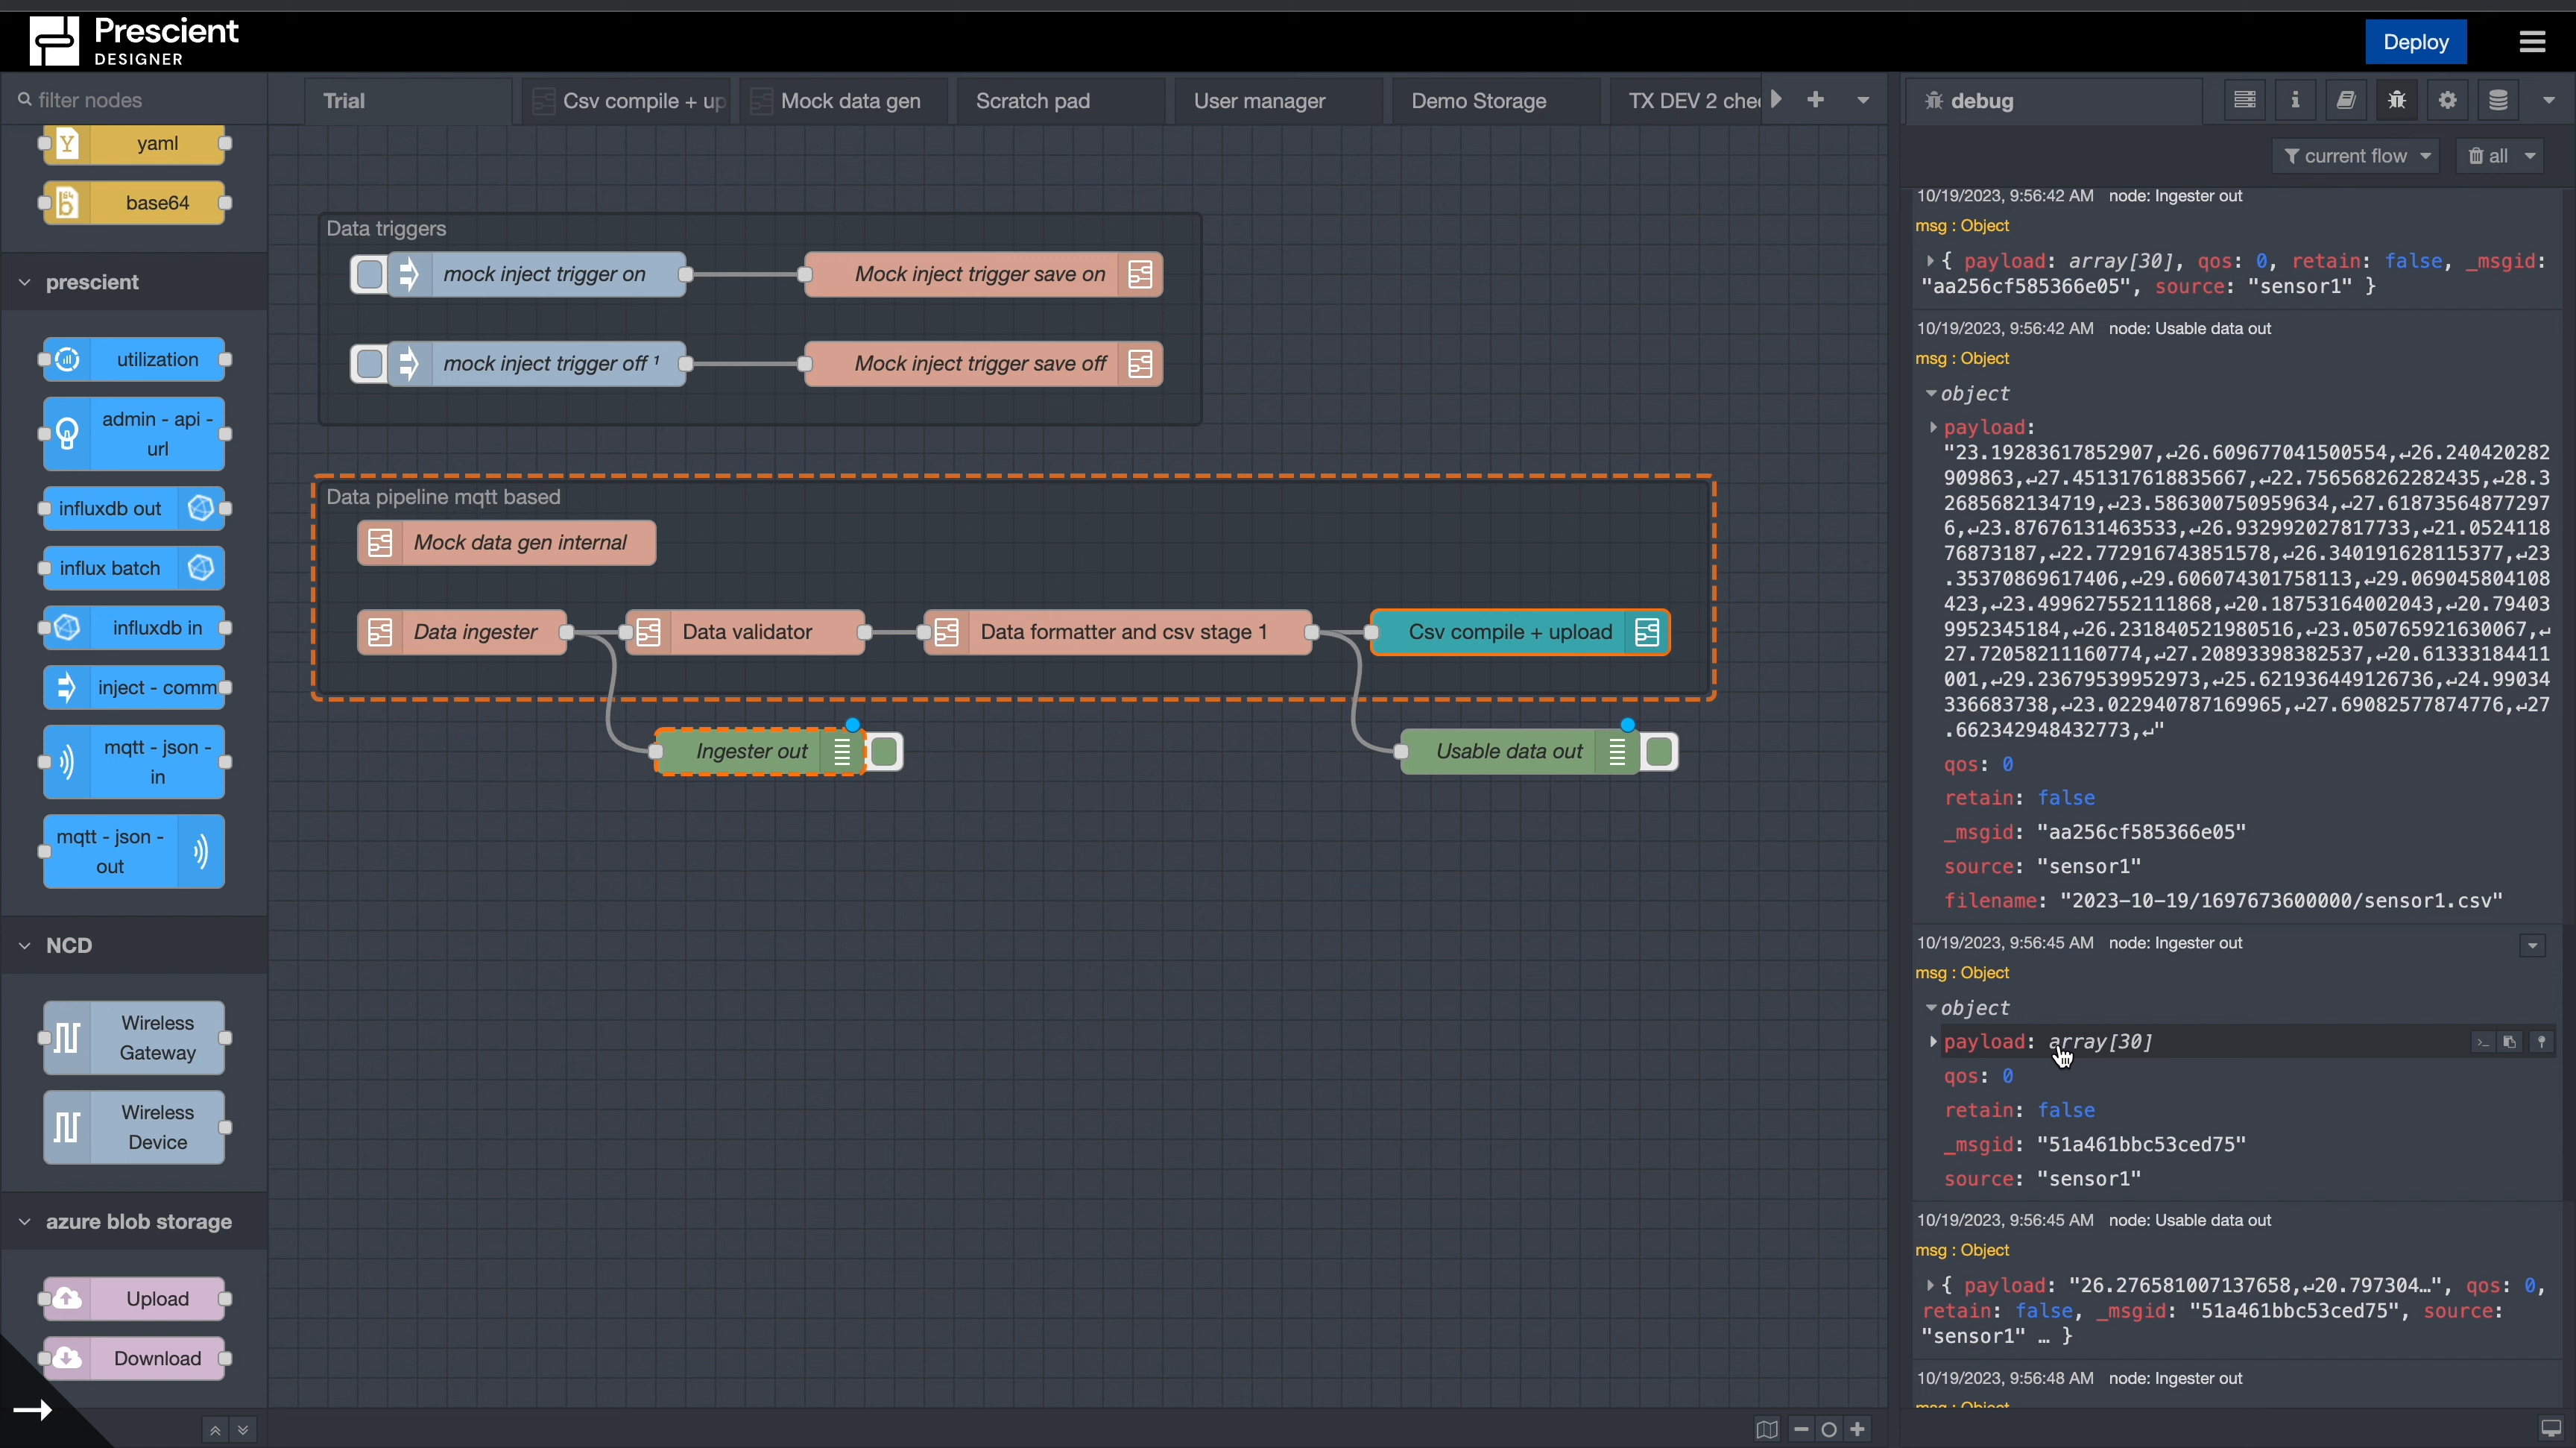 Prescient
DESIGNER
Deploy
filter nodes
yaml
base64
prescient
utilization
admin - api -
url
influxdb out
influx batch
influxdb in
inject - comm
mqtt - json -
in
mqtt - json -
out
NCD
Wireless
Gateway
Wireless
Device
azure blob storage
Upload
Download
Trial
Csv compile + up
Mock data gen
Scratch pad
User manager
Demo Storage
TX DEV 2 chec
Data triggers
mock inject trigger on
Mock inject trigger save on
mock inject trigger off ¹
Mock inject trigger save off
Data pipeline mqtt based
Mock data gen internal
Data ingester
Data validator
Data formatter and csv stage 1
Csv compile + upload
Ingester out
Usable data out
debug
current flow
all
10/19/2023, 9:56:42 AM node: Ingester out
msg : Object
{ payload: array[30], qos: 0, retain: false, _msgid:
"aa256cf585366e05", source: "sensor1" }
10/19/2023, 9:56:42 AM node: Usable data out
msg : Object
object
payload:
"23.19283617852907,↵26.609677041500554,↵26.240420282
909863,↵27.451317618835667,↵22.756568262282435,↵28.3
2685682134719,↵23.586300750959634,↵27.61873564877297
6,↵23.87676131463533,↵26.932992027817733,↵21.0524118
76873187,↵22.772916743851578,↵26.340191628115377,↵23
.35370869617406,↵29.606074301758113,↵29.069045804108
423,↵23.499627552111868,↵20.18753164002043,↵20.79403
9952345184,↵26.231840521980516,↵23.050765921630067,↵
27.72058211160774,↵27.20893398382537,↵20.61333184411
001,↵29.23679539952973,↵25.621936449126736,↵24.99034
336683738,↵23.022940787169965,↵27.69082577874776,↵27
.662342948432773,↵"
qos: 0
retain: false
_msgid: "aa256cf585366e05"
source: "sensor1"
filename: "2023-10-19/1697673600000/sensor1.csv"
10/19/2023, 9:56:45 AM node: Ingester out
msg : Object
object
payload: array[30]
qos: 0
retain: false
_msgid: "51a461bbc53ced75"
source: "sensor1"
10/19/2023, 9:56:45 AM node: Usable data out
msg : Object
{ payload: "26.276581007137658,↵20.797304…", qos: 0,
retain: false, _msgid: "51a461bbc53ced75", source:
"sensor1" … }
10/19/2023, 9:56:48 AM node: Ingester out
msg : Object